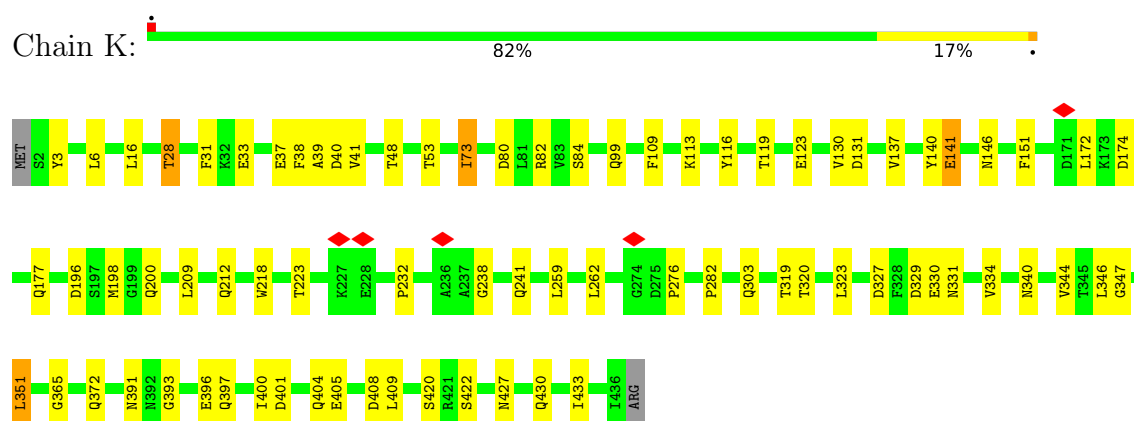 Chain K:
82% 17%
MET S2 Y3 L6 L16 T28 F31 K32 E33 E37 F38 A39 D40 V41 T48 T53 I73 D80 L81 R82 V83 S84 Q99 F109 K113 Y116 T119 E123 V130 D131 V137 Y140 E141 N146 F151 D171 L172 K173 D174
Q177 D196 S197 M198 G199 Q200 L209 Q212 W218 T223 K227 E228 P232 A236 A237 G238 Q241 L259 L262 G274 D275 P276 P282 Q303 T319 T320 L323 D327 F328 D329 E330 N331 V334 N340 V344 T345 L346 G347
L351 G365 Q372 N391 N392 G393 E396 Q397 I400 D401 Q404 E405 D408 L409 S420 R421 S422 N427 Q430 I433 I436 ARG